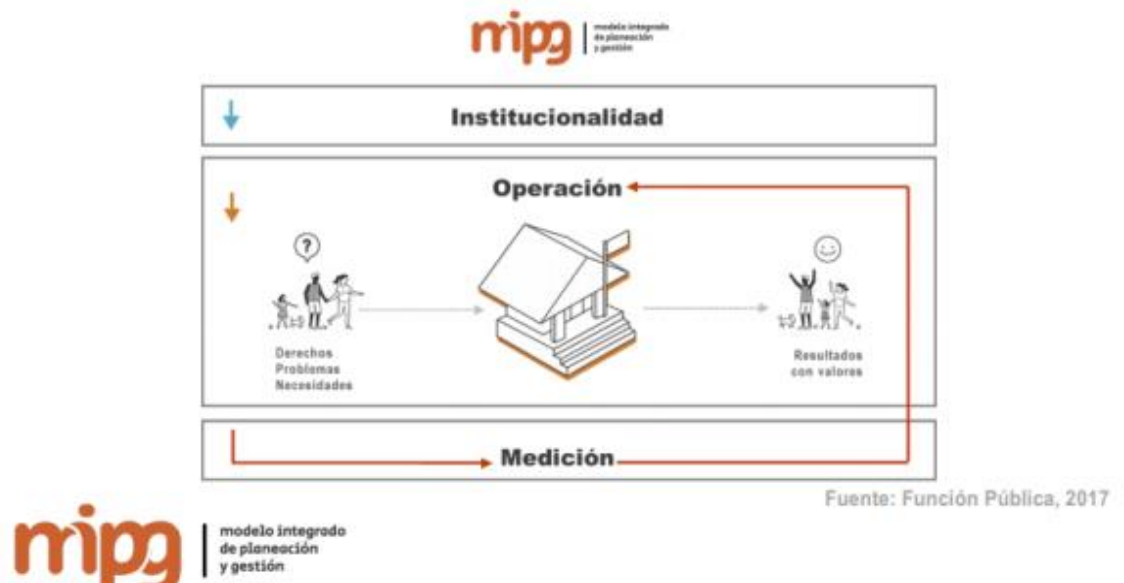 mipg
modelo integrado
de planeación
y gestión
Institucionalidad
Operación
?
Derechos
Problemas
Necesidades
Resultados
con valores
Medición
Fuente: Función Pública, 2017
mipg
modelo integrado
de planeación
y gestión